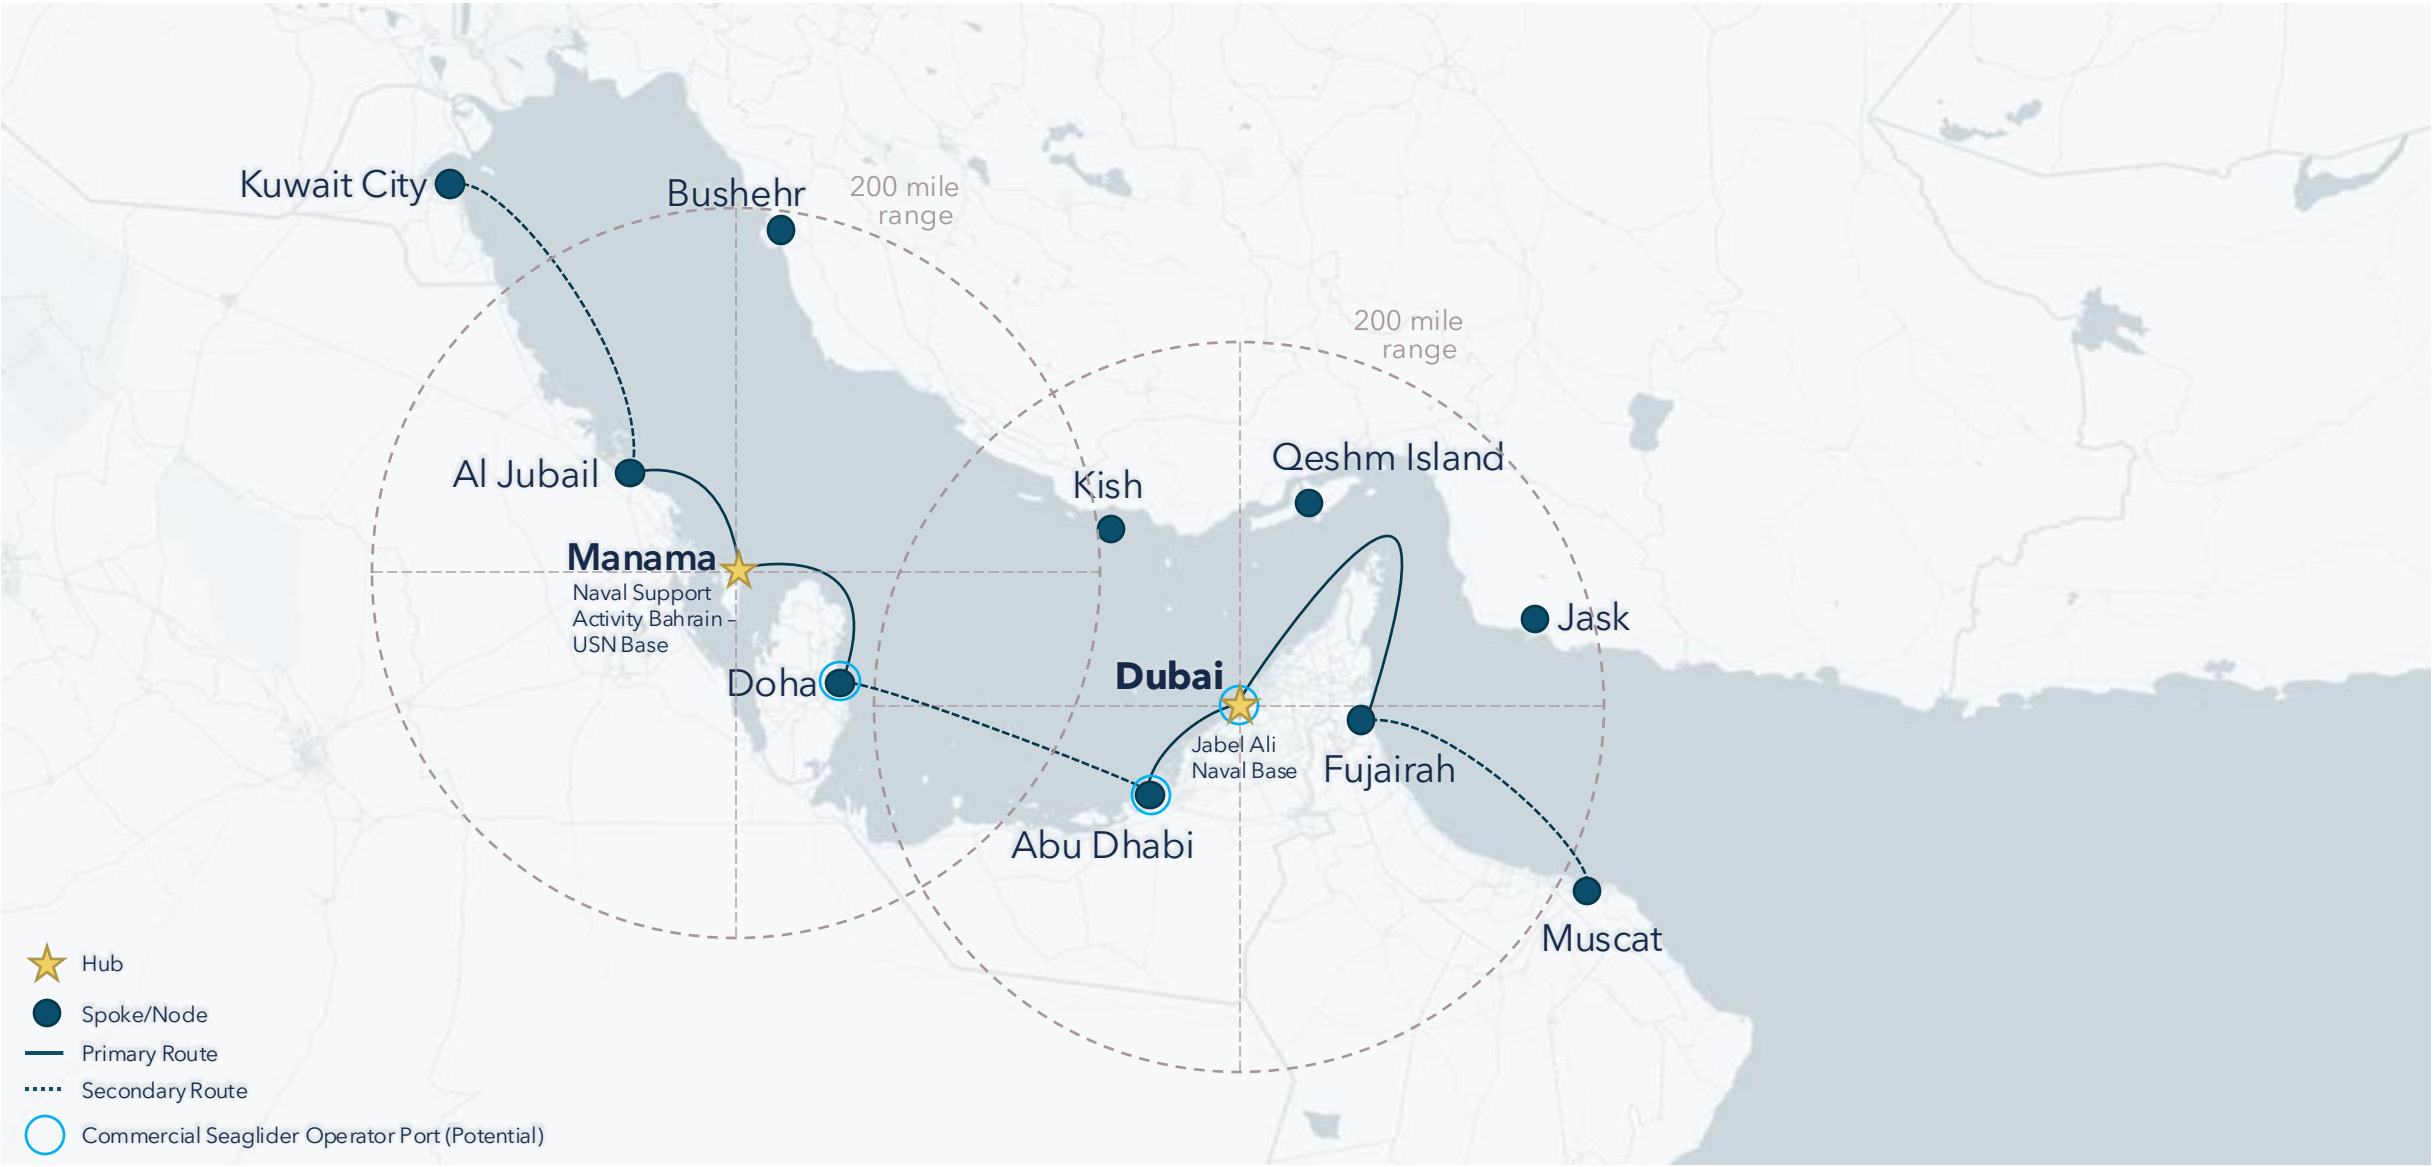 Kuwait City
Bushehr
200 mile
range
200 mile
range
Al Jubail
Kish
Qeshm Island
Manama
Naval Support
Activity Bahrain –
USN Base
Jask
Doha
Dubai
Jabel Ali
Naval Base
Fujairah
Abu Dhabi
Muscat
Hub
Spoke/Node
Primary Route
Secondary Route
Commercial Seaglider Operator Port (Potential)